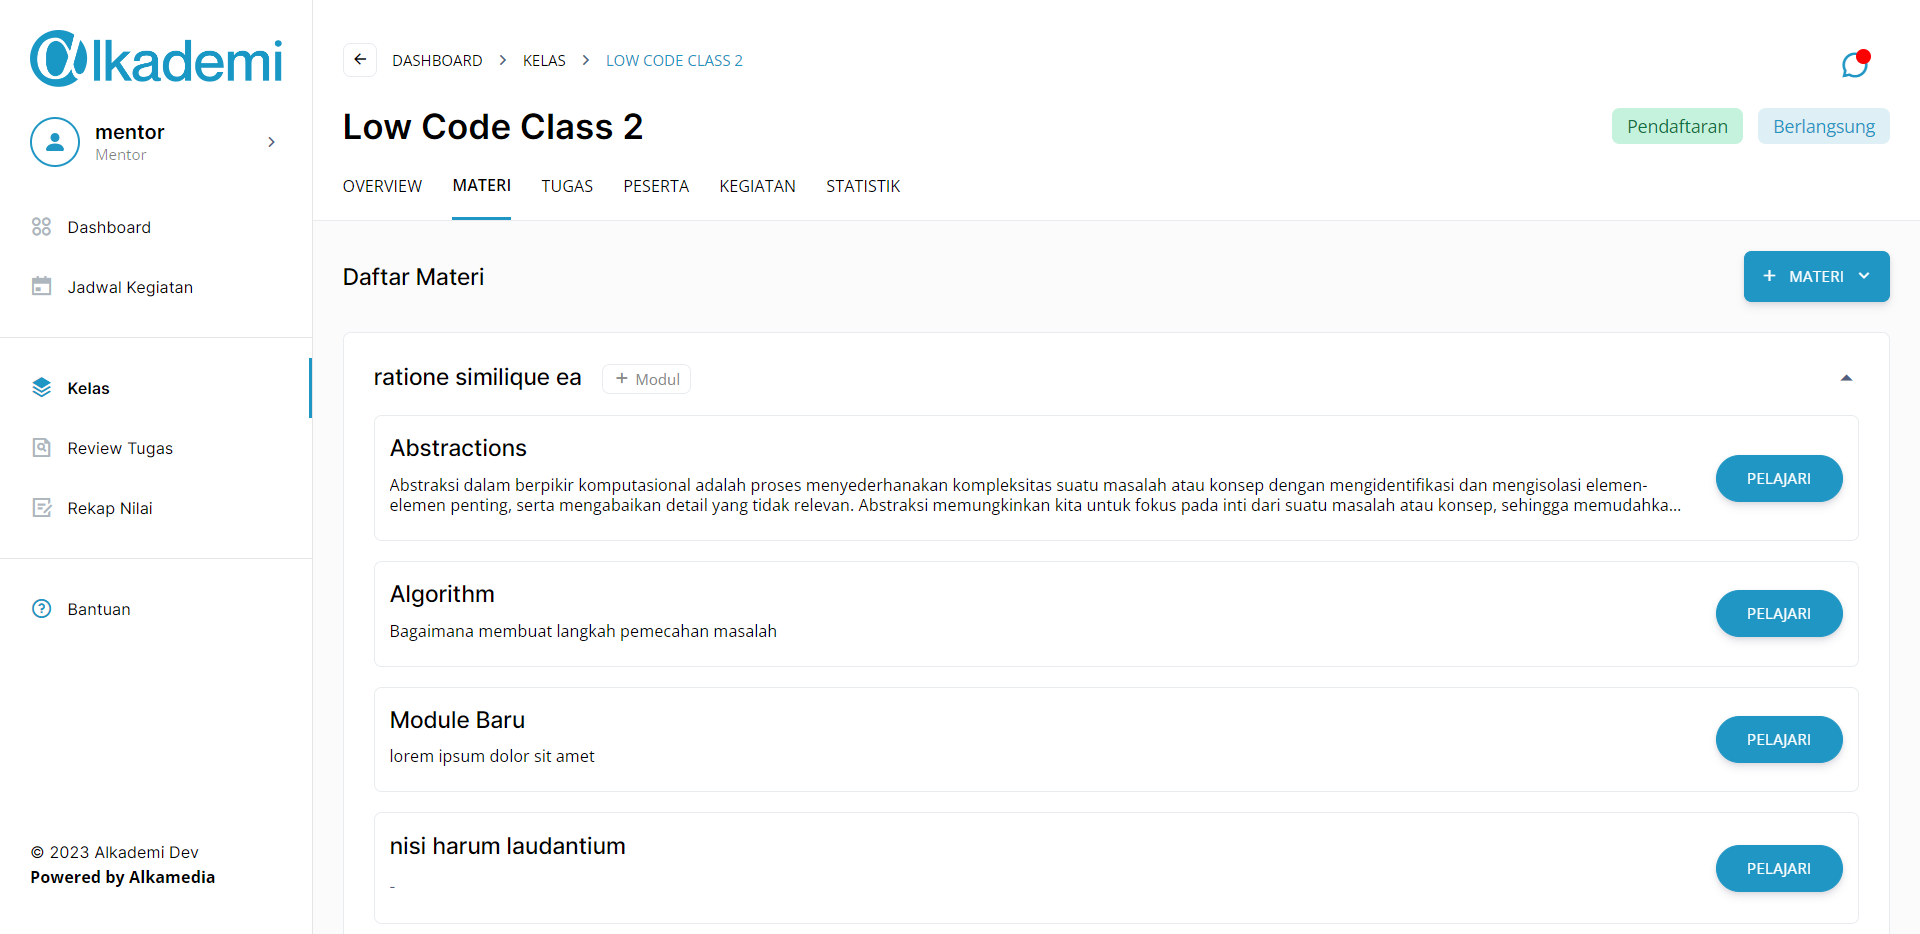 @lkademi
mentor
Mentor
Dashboard
Jadwal Kegiatan
Kelas
Review Tugas
Rekap Nilai
Bantuan
© 2023 Alkademi Dev
Powered by Alkamedia
DASHBOARD > KELAS > LOW CODE CLASS 2
Low Code Class 2
Pendaftaran Berlangsung
OVERVIEW MATERI TUGAS PESERTA KEGIATAN STATISTIK
Daftar Materi
+ MATERI
ratione similique ea + Modul
Abstractions
Abstraksi dalam berpikir komputasional adalah proses menyederhanakan kompleksitas suatu masalah atau konsep dengan mengidentifikasi dan mengisolasi elemen-
elemen penting, serta mengabaikan detail yang tidak relevan. Abstraksi memungkinkan kita untuk fokus pada inti dari suatu masalah atau konsep, sehingga memudahka...
PELAJARI
Algorithm
Bagaimana membuat langkah pemecahan masalah
PELAJARI
Module Baru
lorem ipsum dolor sit amet
PELAJARI
nisi harum laudantium
-
PELAJARI